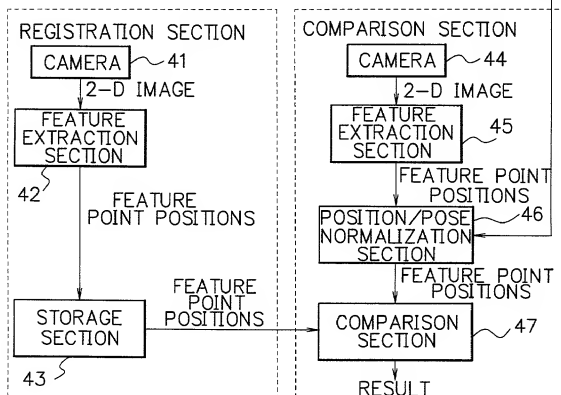 REGISTRATION SECTION
CAMERA
41
2-D IMAGE
FEATURE
EXTRACTION
SECTION
42
FEATURE
POINT POSITIONS
STORAGE
SECTION
43
FEATURE
POINT
POSITIONS
COMPARISON SECTION
CAMERA
44
2-D IMAGE
FEATURE
EXTRACTION
SECTION
45
FEATURE POINT
POSITIONS
POSITION/POSE
NORMALIZATION
SECTION
46
FEATURE POINT
POSITIONS
COMPARISON
SECTION
47
RESULT